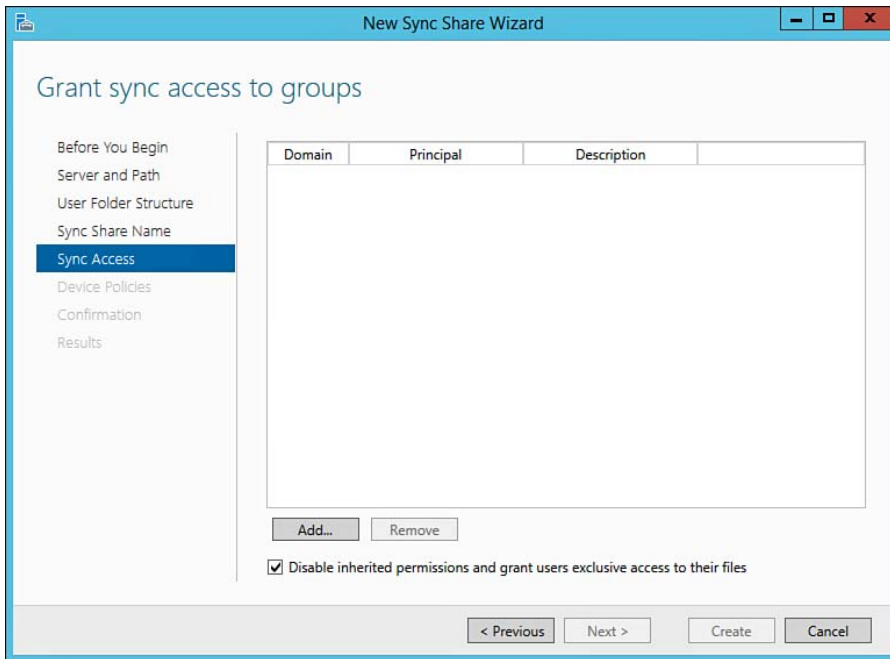 New Sync Share Wizard
Grant sync access to groups
Before You Begin
Server and Path
User Folder Structure
Sync Share Name
Sync Access
Device Policies
Confirmation
Results
Domain Principal Description
Add... Remove
Disable inherited permissions and grant users exclusive access to their files
< Previous Next > Create Cancel